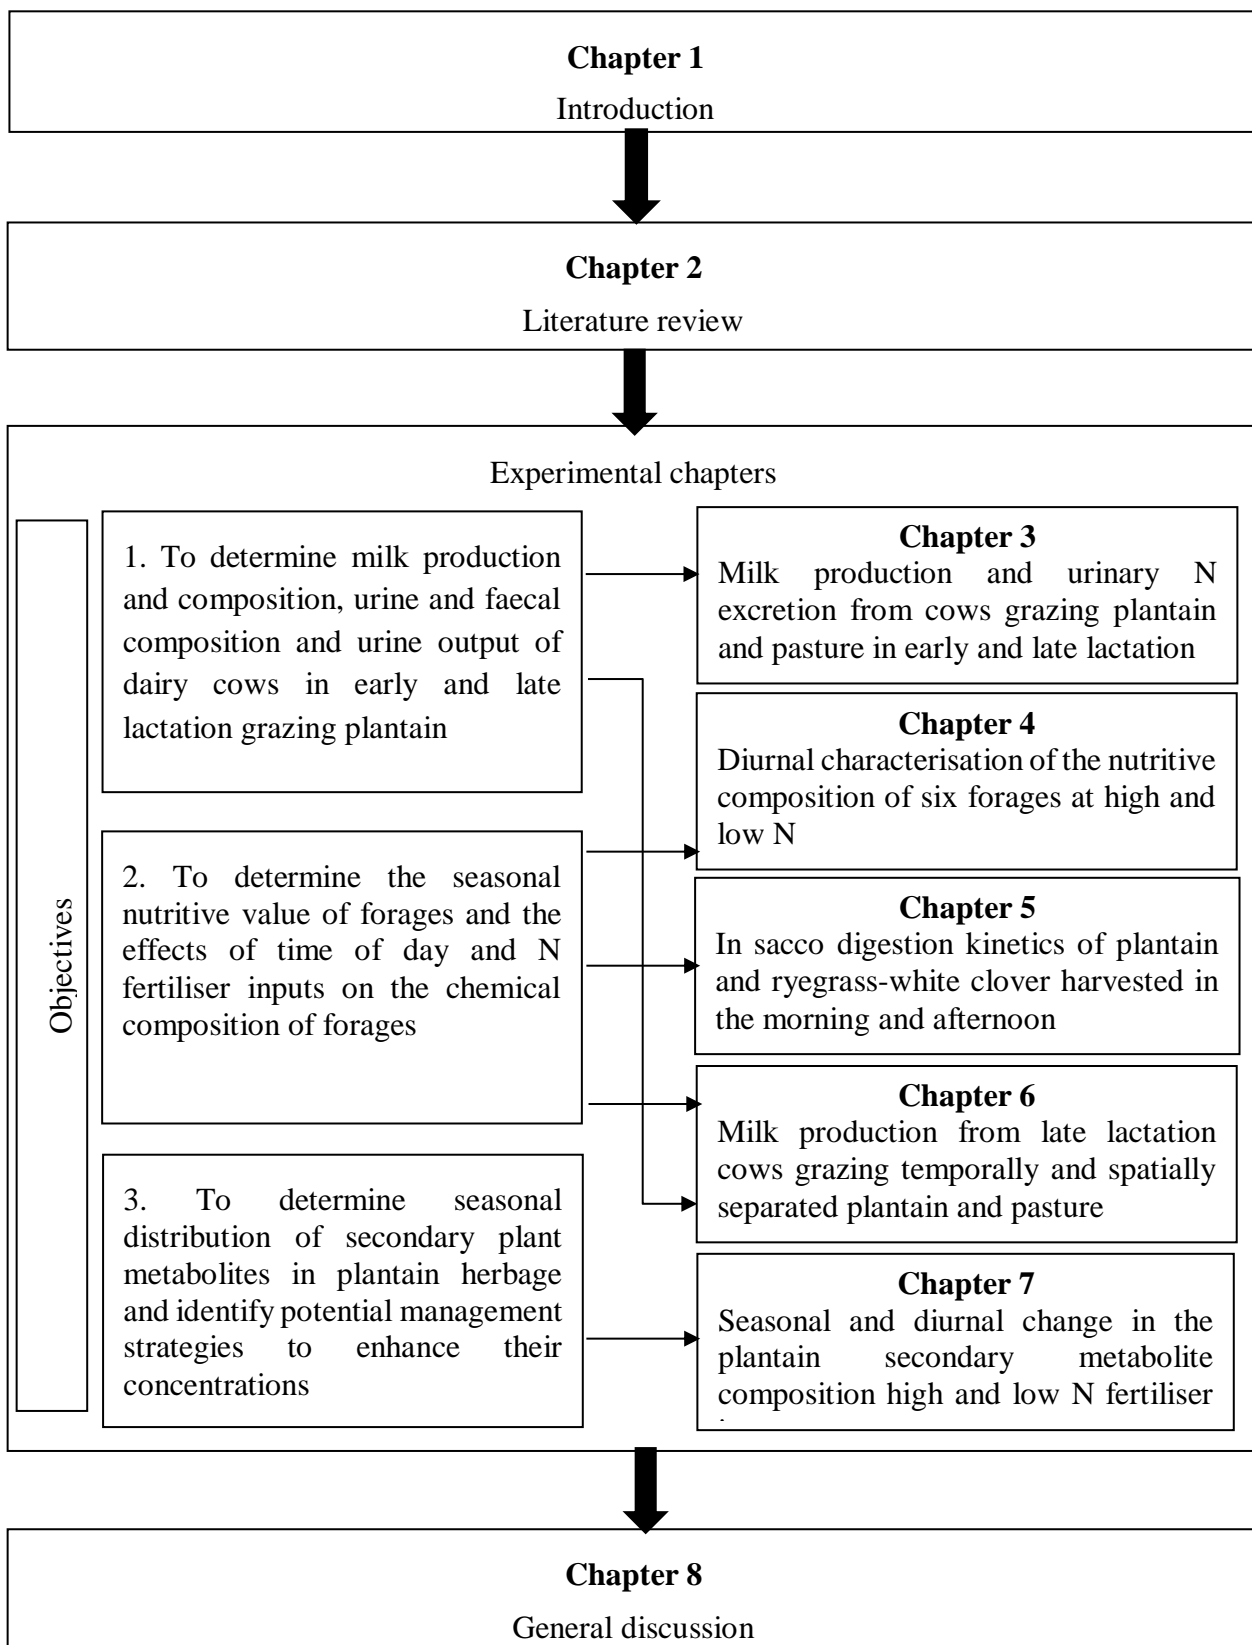 Chapter 1
Introduction
Chapter 2
Literature review
Experimental chapters
Objectives
1. To determine milk production
and composition, urine and faecal
composition and urine output of
dairy cows in early and late
lactation grazing plantain
2. To determine the seasonal
nutritive value of forages and the
effects of time of day and N
fertiliser inputs on the chemical
composition of forages
3. To determine seasonal
distribution of secondary plant
metabolites in plantain herbage
and identify potential management
strategies to enhance their
concentrations
Chapter 3
Milk production and urinary N
excretion from cows grazing plantain
and pasture in early and late lactation
Chapter 4
Diurnal characterisation of the nutritive
composition of six forages at high and
low N
Chapter 5
In sacco digestion kinetics of plantain
and ryegrass-white clover harvested in
the morning and afternoon
Chapter 6
Milk production from late lactation
cows grazing temporally and spatially
separated plantain and pasture
Chapter 7
Seasonal and diurnal change in the
plantain secondary metabolite
composition high and low N fertiliser
Chapter 8
General discussion